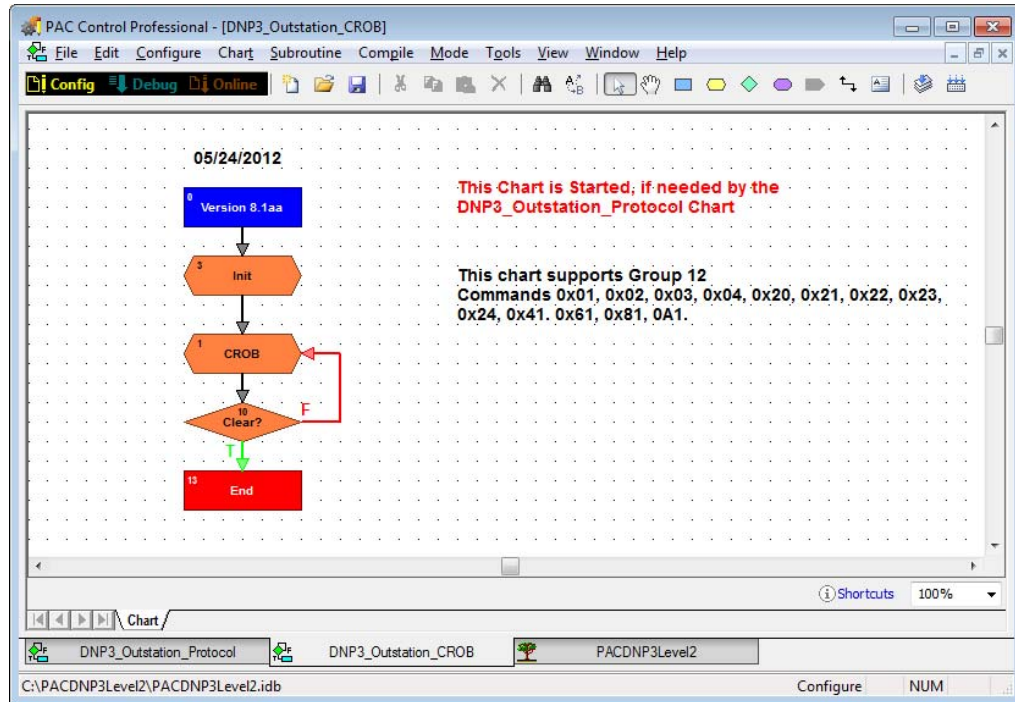 PAC Control Professional - [DNP3_Outstation_CROB]
File Edit Configure Chart Subroutine Compile Mode Tools View Window Help
Config Debug Online
05/24/2012
0
Version 8.1aa
3
Init
1
CROB
10
Clear?
F
T
13
End
This Chart is Started, if needed by the
DNP3_Outstation_Protocol Chart
This chart supports Group 12
Commands 0x01, 0x02, 0x03, 0x04, 0x20, 0x21, 0x22, 0x23,
0x24, 0x41. 0x61, 0x81, 0A1.
Shortcuts 100%
Chart
DNP3_Outstation_Protocol DNP3_Outstation_CROB PACDNP3Level2
C:\PACDNP3Level2\PACDNP3Level2.idb Configure NUM